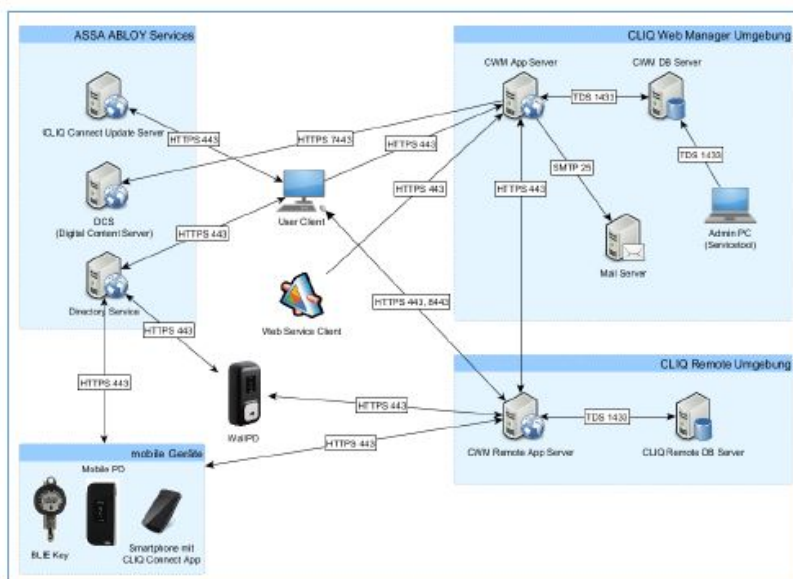 ASSA ABLOY Services
CLIQ Web Manager Umgebung
CWM App Server
CWM DB Server
TDS 1433
ICLIQ Connect Update Server
HTTPS 443
HTTPS 7443
HTTPS 443
SMTP 25
TDS 1433
HTTPS 443
HTTPS 443
DCS
(Digital Content Server)
User Client
Admin PC
(Servicetool)
HTTPS 443
Mail Server
Directory Service
HTTPS 443, 8443
Web Service Client
HTTPS 443
CLIQ Remote Umgebung
HTTPS 443
HTTPS 443
TDS 1433
WallPD
HTTPS 443
CWM Remote App Server
CLIQ Remote DB Server
mobile Geräte
Mobile PD
BLE Key
Smartphone mit
CLIQ Connect App